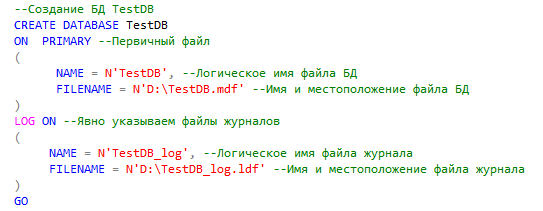 --Создание БД TestDB
CREATE DATABASE TestDB
ON  PRIMARY --Первичный файл
(
NAME = N'TestDB', --Логическое имя файла БД
FILENAME = N'D:\TestDB.mdf' --Имя и местоположение файла БД
)
LOG ON --Явно указываем файлы журналов
(
NAME = N'TestDB_log', --Логическое имя файла журнала
FILENAME = N'D:\TestDB_log.ldf' --Имя и местоположение файла журнала
)
GO